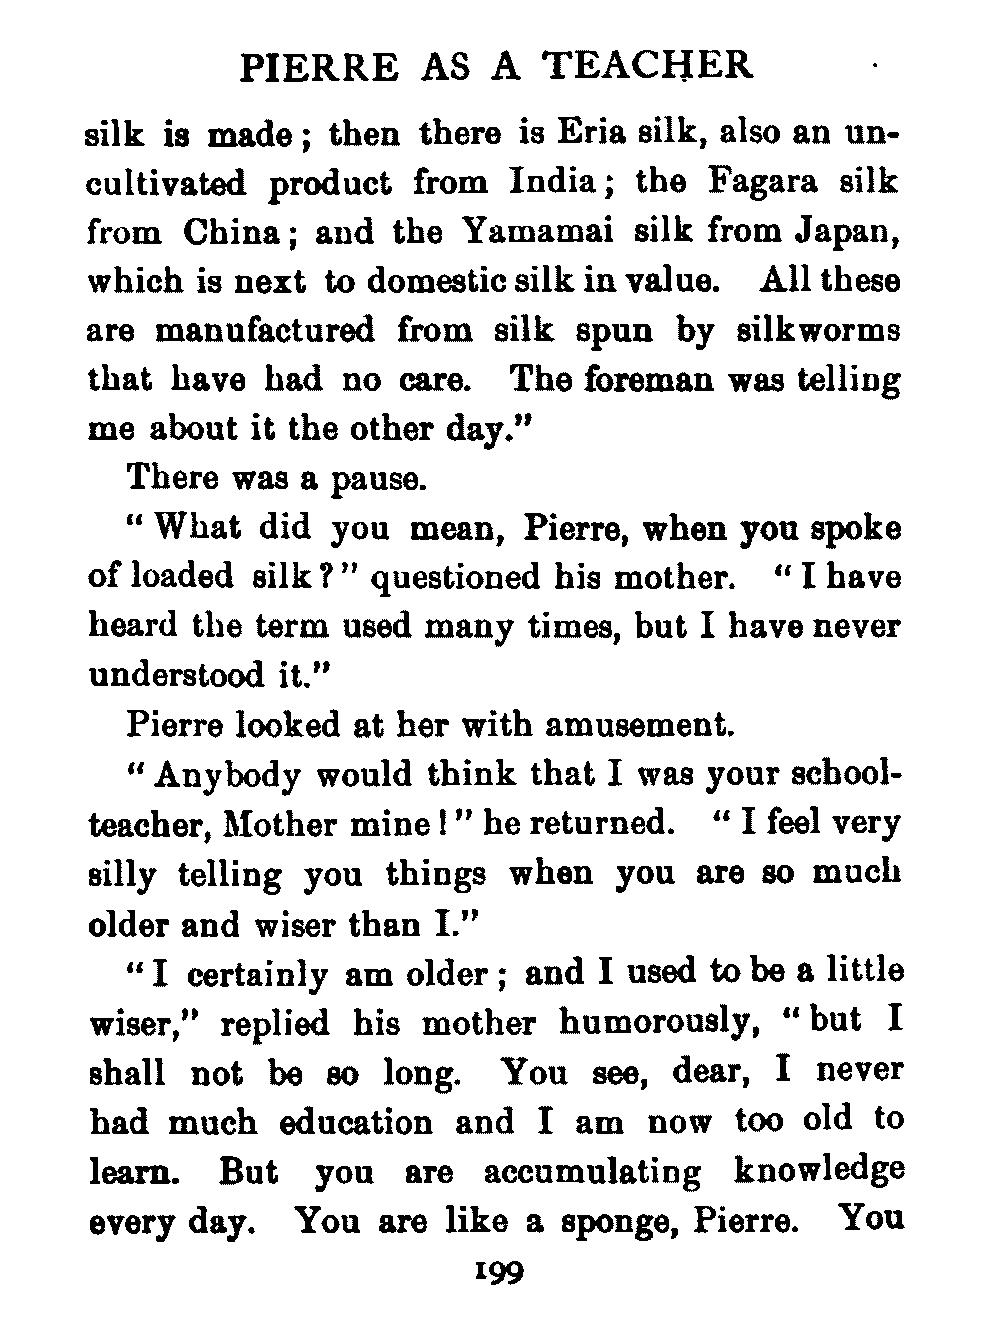 PIERRE AS A TEACHER
silk is made; then there is Eria silk, also an un-
cultivated product from India; the Fagara silk
from China; and the Yamamai silk from Japan,
which is next to domestic silk in value. All these
are manufactured from silk spun by silkworms
that have had no care. The foreman was telling
me about it the other day."
There was a pause.
"What did you mean, Pierre, when you spoke
of loaded silk?" questioned his mother. "I have
heard the term used many times, but I have never
understood it."
Pierre looked at her with amusement.
"Anybody would think that I was your school-
teacher, Mother mine!" he returned. "I feel very
silly telling you things when you are so much
older and wiser than I."
"I certainly am older; and I used to be a little
wiser," replied his mother humorously, "but I
shall not be so long. You see, dear, I never
had much education and I am now too old to
learn. But you are accumulating knowledge
every day. You are like a sponge, Pierre. You
199